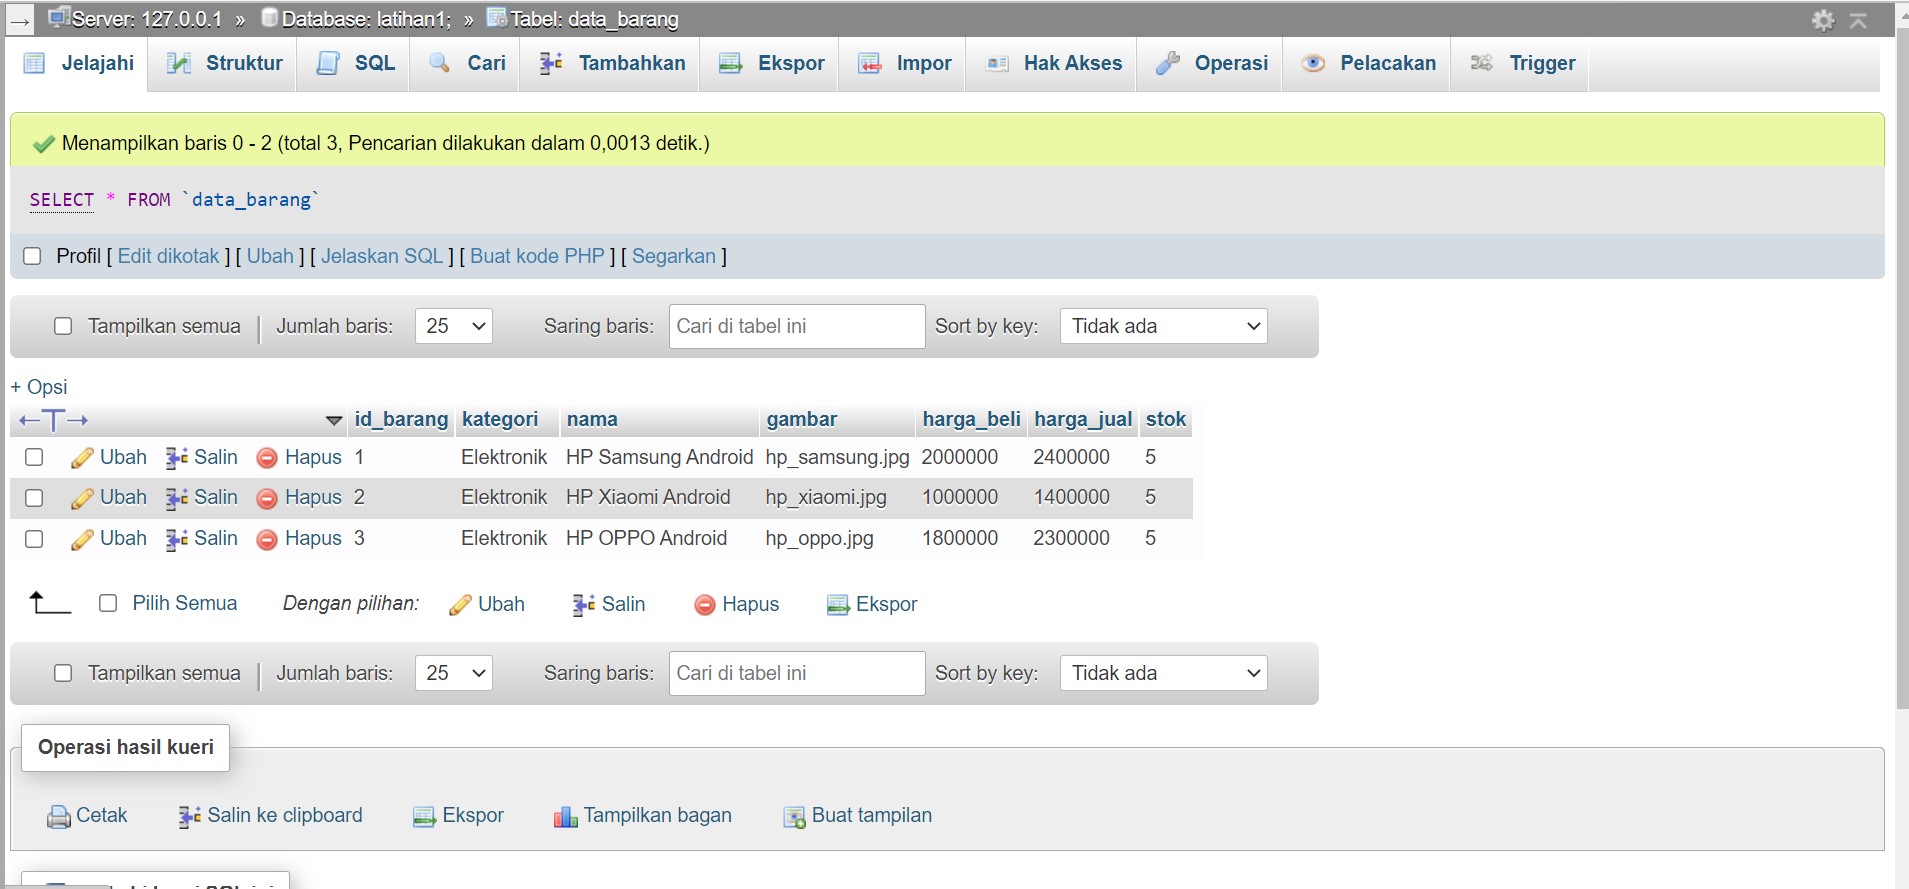 Server: 127.0.0.1 » Database: latihan1; » Tabel: data_barang
Jelajahi Struktur SQL Cari Tambahkan Ekspor Impor Hak Akses Operasi Pelacakan Trigger
Menampilkan baris 0 - 2 (total 3, Pencarian dilakukan dalam 0,0013 detik.)
SELECT * FROM `data_barang`
Profil [ Edit dikotak ] [ Ubah ] [ Jelaskan SQL ] [ Buat kode PHP ] [ Segarkan ]
Tampilkan semua | Jumlah baris: 25 Saring baris: Cari di tabel ini Sort by key: Tidak ada
+ Opsi
←T→ id_barang kategori nama gambar harga_beli harga_jual stok
Ubah Salin Hapus 1 Elektronik HP Samsung Android hp_samsung.jpg 2000000 2400000 5
Ubah Salin Hapus 2 Elektronik HP Xiaomi Android hp_xiaomi.jpg 1000000 1400000 5
Ubah Salin Hapus 3 Elektronik HP OPPO Android hp_oppo.jpg 1800000 2300000 5
Pilih Semua Dengan pilihan: Ubah Salin Hapus Ekspor
Tampilkan semua | Jumlah baris: 25 Saring baris: Cari di tabel ini Sort by key: Tidak ada
Operasi hasil kueri
Cetak Salin ke clipboard Ekspor Tampilkan bagan Buat tampilan